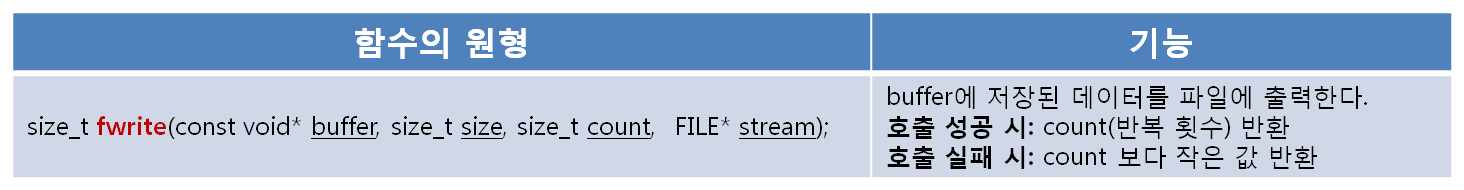 함수의 원형
기능
size_t fwrite(const void* buffer, size_t size, size_t count, FILE* stream);
buffer에 저장된 데이터를 파일에 출력한다.
호출 성공 시: count(반복 횟수) 반환
호출 실패 시: count 보다 작은 값 반환